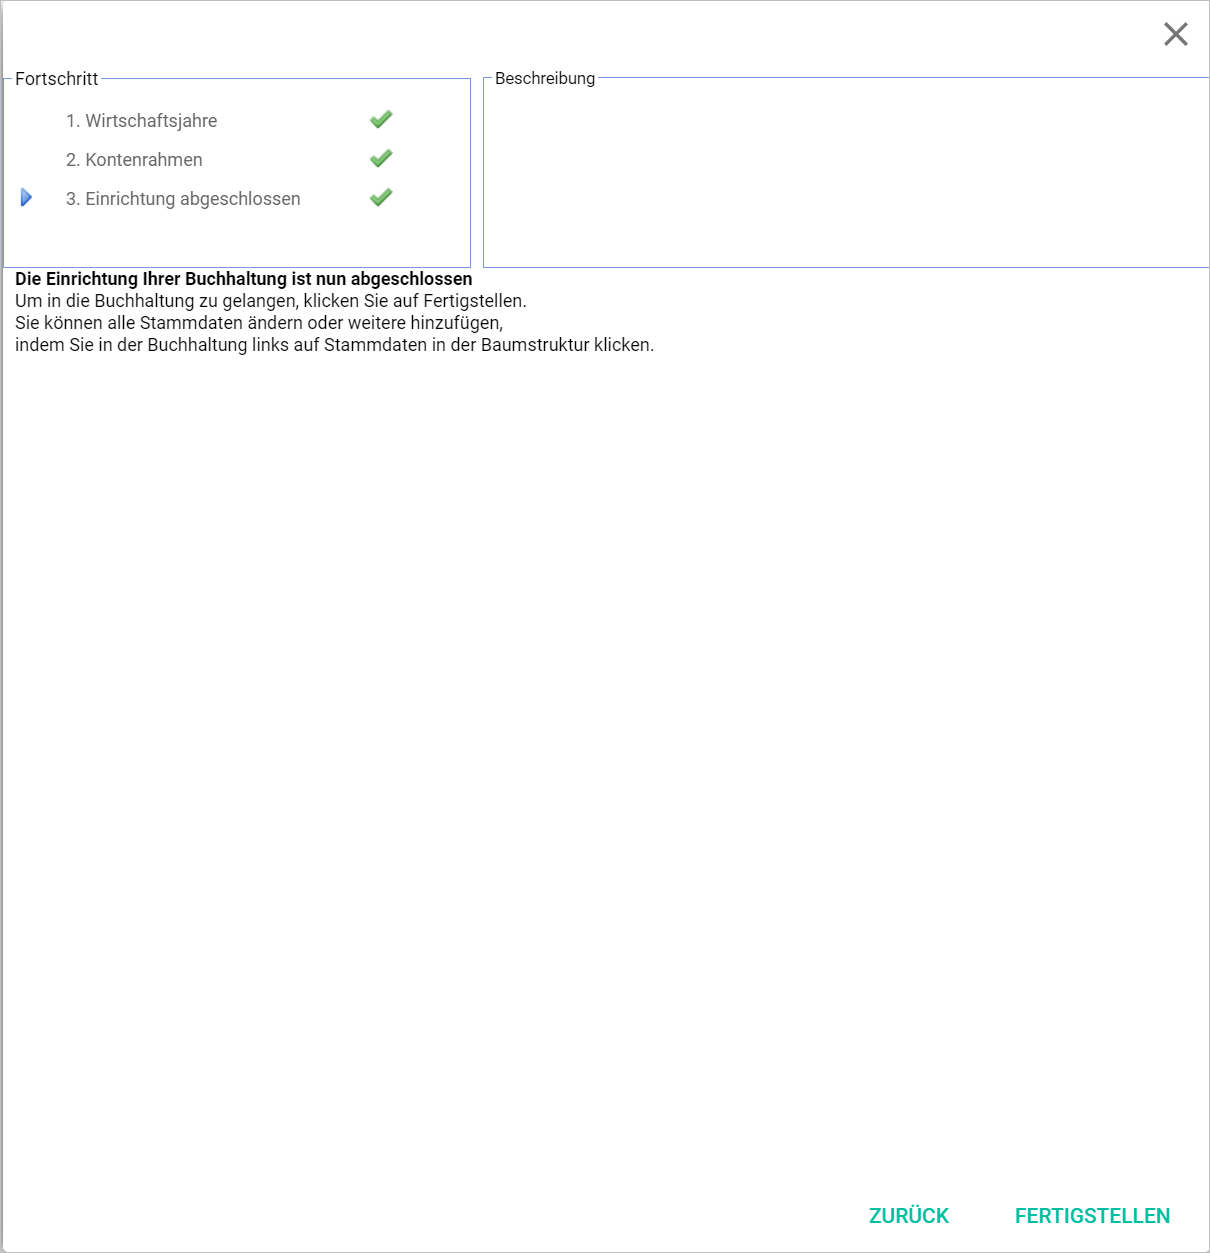 Fortschritt
Beschreibung
1. Wirtschaftsjahre
2. Kontenrahmen
3. Einrichtung abgeschlossen
Die Einrichtung Ihrer Buchhaltung ist nun abgeschlossen
Um in die Buchhaltung zu gelangen, klicken Sie auf Fertigstellen.
Sie können alle Stammdaten ändern oder weitere hinzufügen,
indem Sie in der Buchhaltung links auf Stammdaten in der Baumstruktur klicken.
ZURÜCK
FERTIGSTELLEN